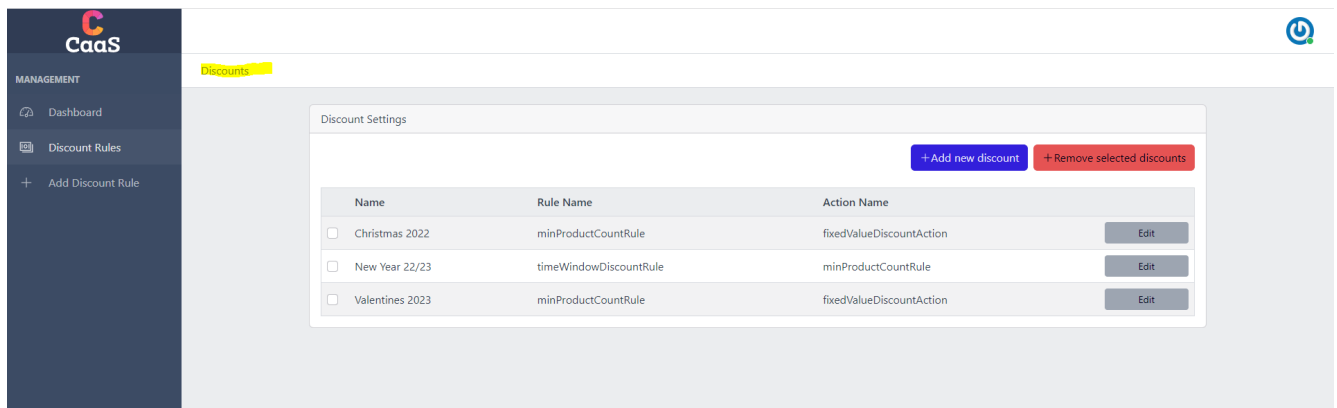 CaaS
MANAGEMENT
Dashboard
Discount Rules
+ Add Discount Rule
Discounts
Discount Settings
+Add new discount +Remove selected discounts
Name Rule Name Action Name
Christmas 2022 minProductCountRule fixedValueDiscountAction Edit
New Year 22/23 timeWindowDiscountRule minProductCountRule Edit
Valentines 2023 minProductCountRule fixedValueDiscountAction Edit